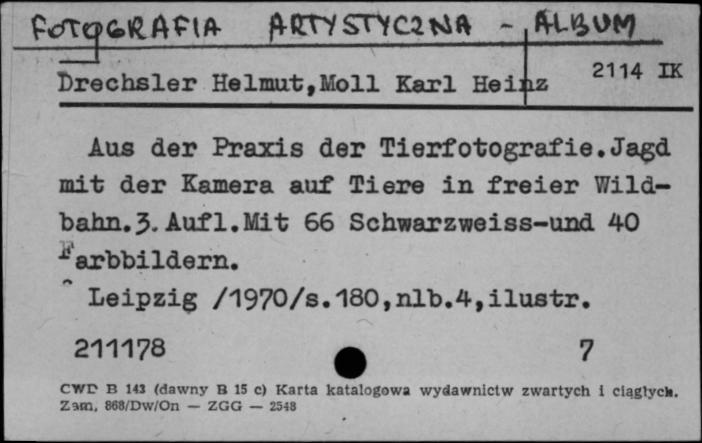 FOTOGRAFIA ARTYSTYCZNA - ALBUM
Drechsler Helmut,Moll Karl Heinz 2114 IK
Aus der Praxis der Tierfotografie.Jagd
mit der Kamera auf Tiere in freier Wild-
bahn.3.Aufl.Mit 66 Schwarzweiss-und 40
Farbbildern.
Leipzig /1970/s.180,nlb.4,ilustr.
211178 7
CWD B 143 (dawny B 15 c) Karta katalogowa wydawnictw zwartych i ciągłych.
Zam. 868/Dw/On — ZGG — 2548